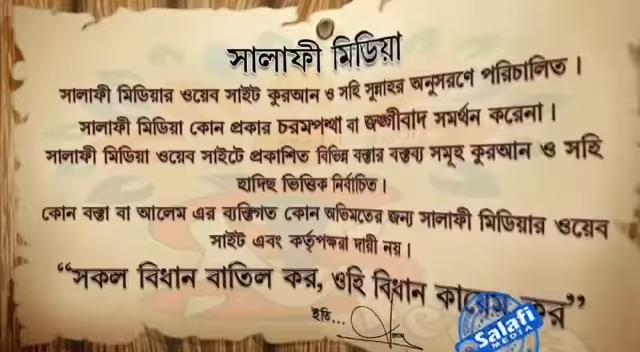 সালাফী মিডিয়া
সালাফী মিডিয়ার ওয়েব সাইট কুরআন ও সহি সুন্নাহর অনুসরণে পরিচালিত ।
সালাফী মিডিয়া কোন প্রকার চরমপন্থা বা জঙ্গীবাদ সমর্থন করেনা ।
সালাফী মিডিয়া ওয়েব সাইটে প্রকাশিত বিভিন্ন বক্তার বক্তব্য সমূহ কুরআন ও সহি
হাদিছ ভিত্তিক নির্বাচিত ।
কোন বক্তা বা আলেম এর ব্যক্তিগত কোন অভিমতের জন্য সালাফী মিডিয়ার ওয়েব
সাইট এবং কর্তৃপক্ষরা দায়ী নয় ।
“সকল বিধান বাতিল কর, ওহি বিধান কায়েম কর”
ইতি...
Salafi
MEDIA